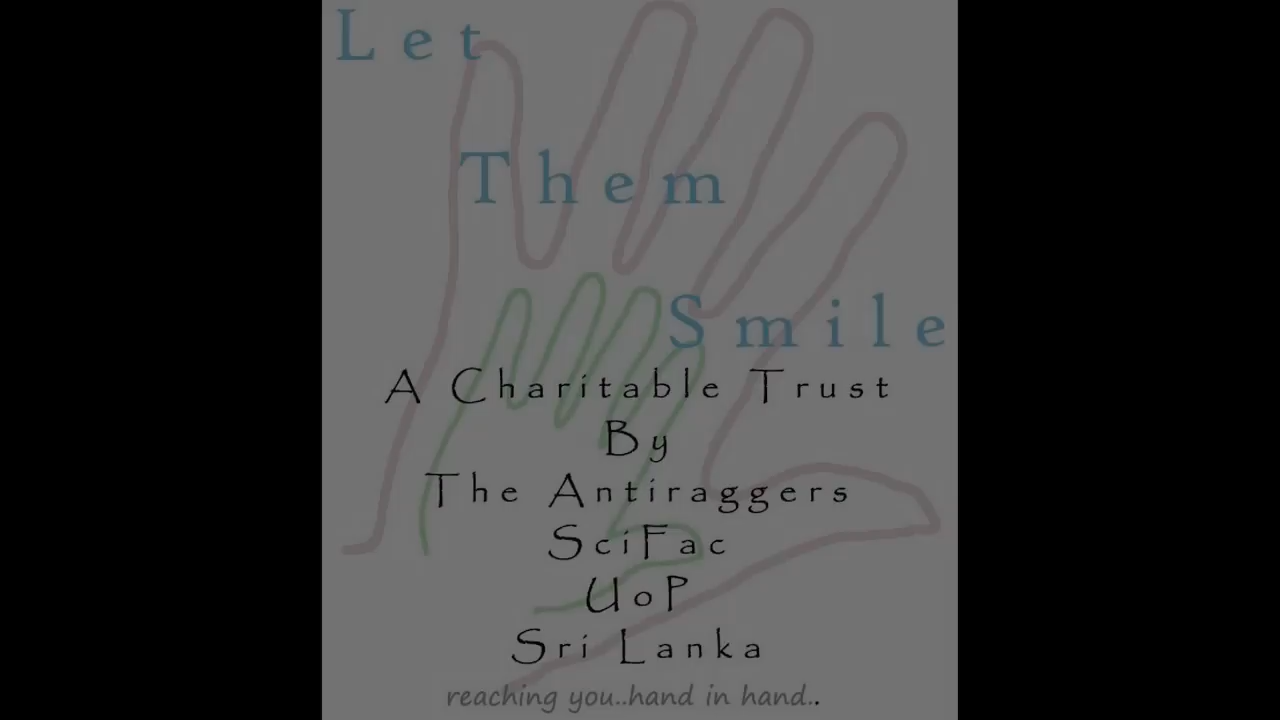 Let
Them
Smile
A Charitable Trust
By
The Antiraggers
SciFac
UoP
Sri Lanka
reaching you..hand in hand..